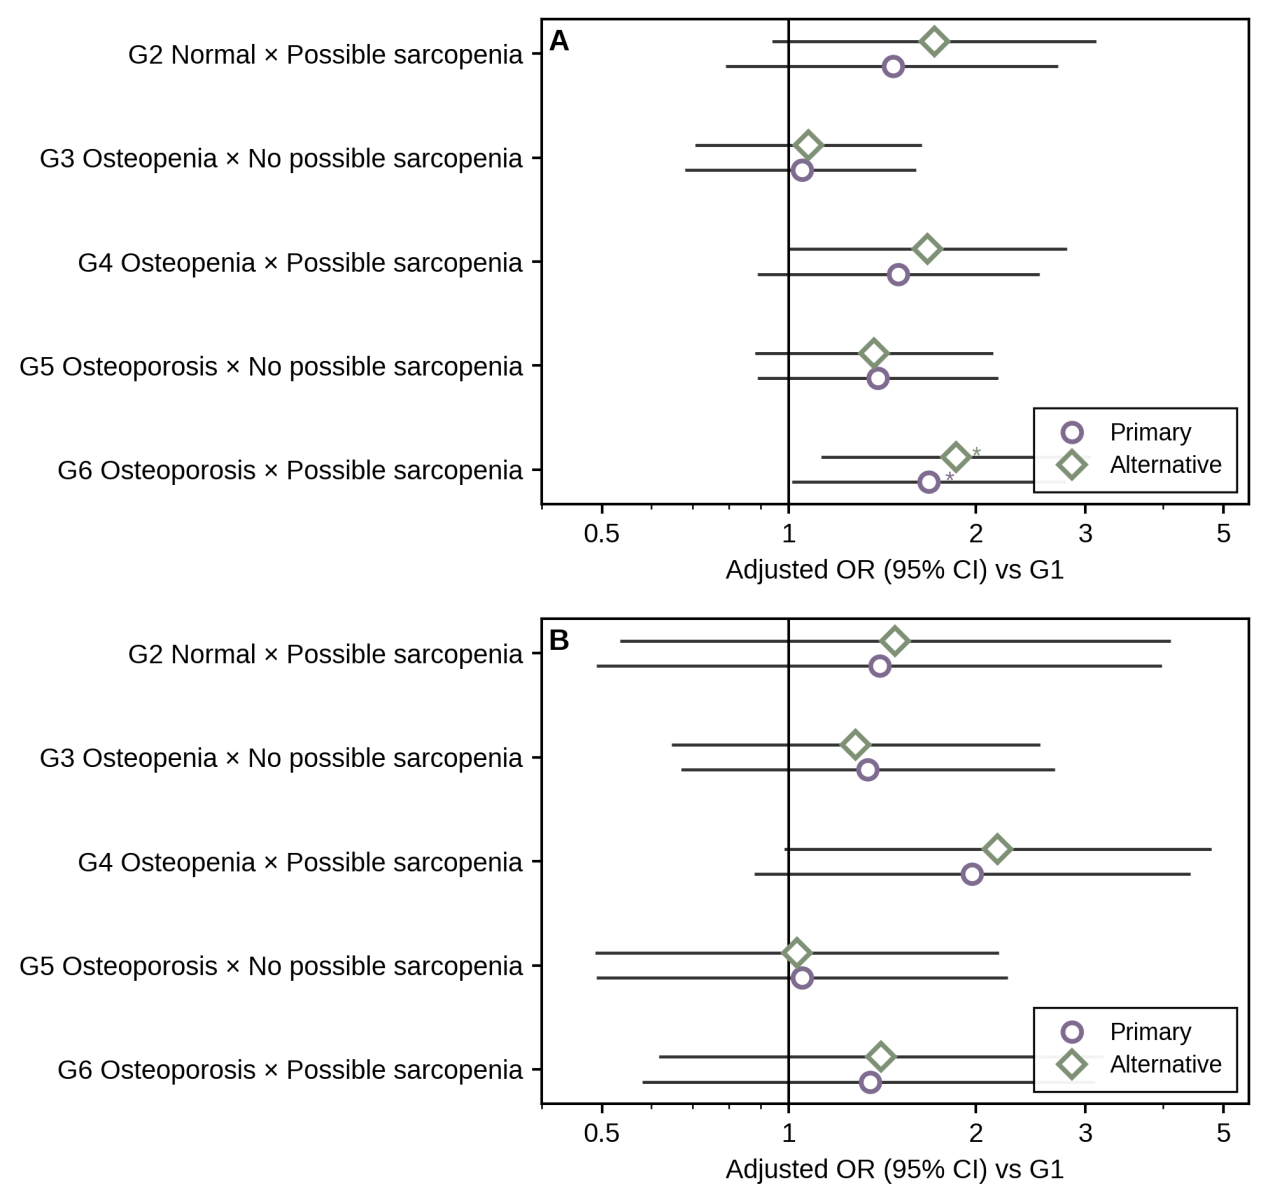 A
G2 Normal × Possible sarcopenia
G3 Osteopenia × No possible sarcopenia
G4 Osteopenia × Possible sarcopenia
G5 Osteoporosis × No possible sarcopenia
G6 Osteoporosis × Possible sarcopenia
*
*
Primary
Alternative
0.5 1 2 3 5
Adjusted OR (95% CI) vs G1
B
G2 Normal × Possible sarcopenia
G3 Osteopenia × No possible sarcopenia
G4 Osteopenia × Possible sarcopenia
G5 Osteoporosis × No possible sarcopenia
G6 Osteoporosis × Possible sarcopenia
Primary
Alternative
0.5 1 2 3 5
Adjusted OR (95% CI) vs G1